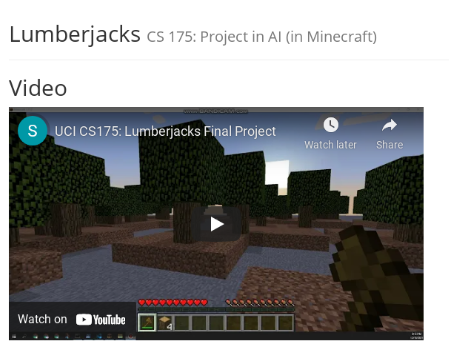 Lumberjacks CS 175: Project in AI (in Minecraft)
Video
S UCI CS175: Lumberjacks Final Project
Watch later Share
4
Watch on YouTube